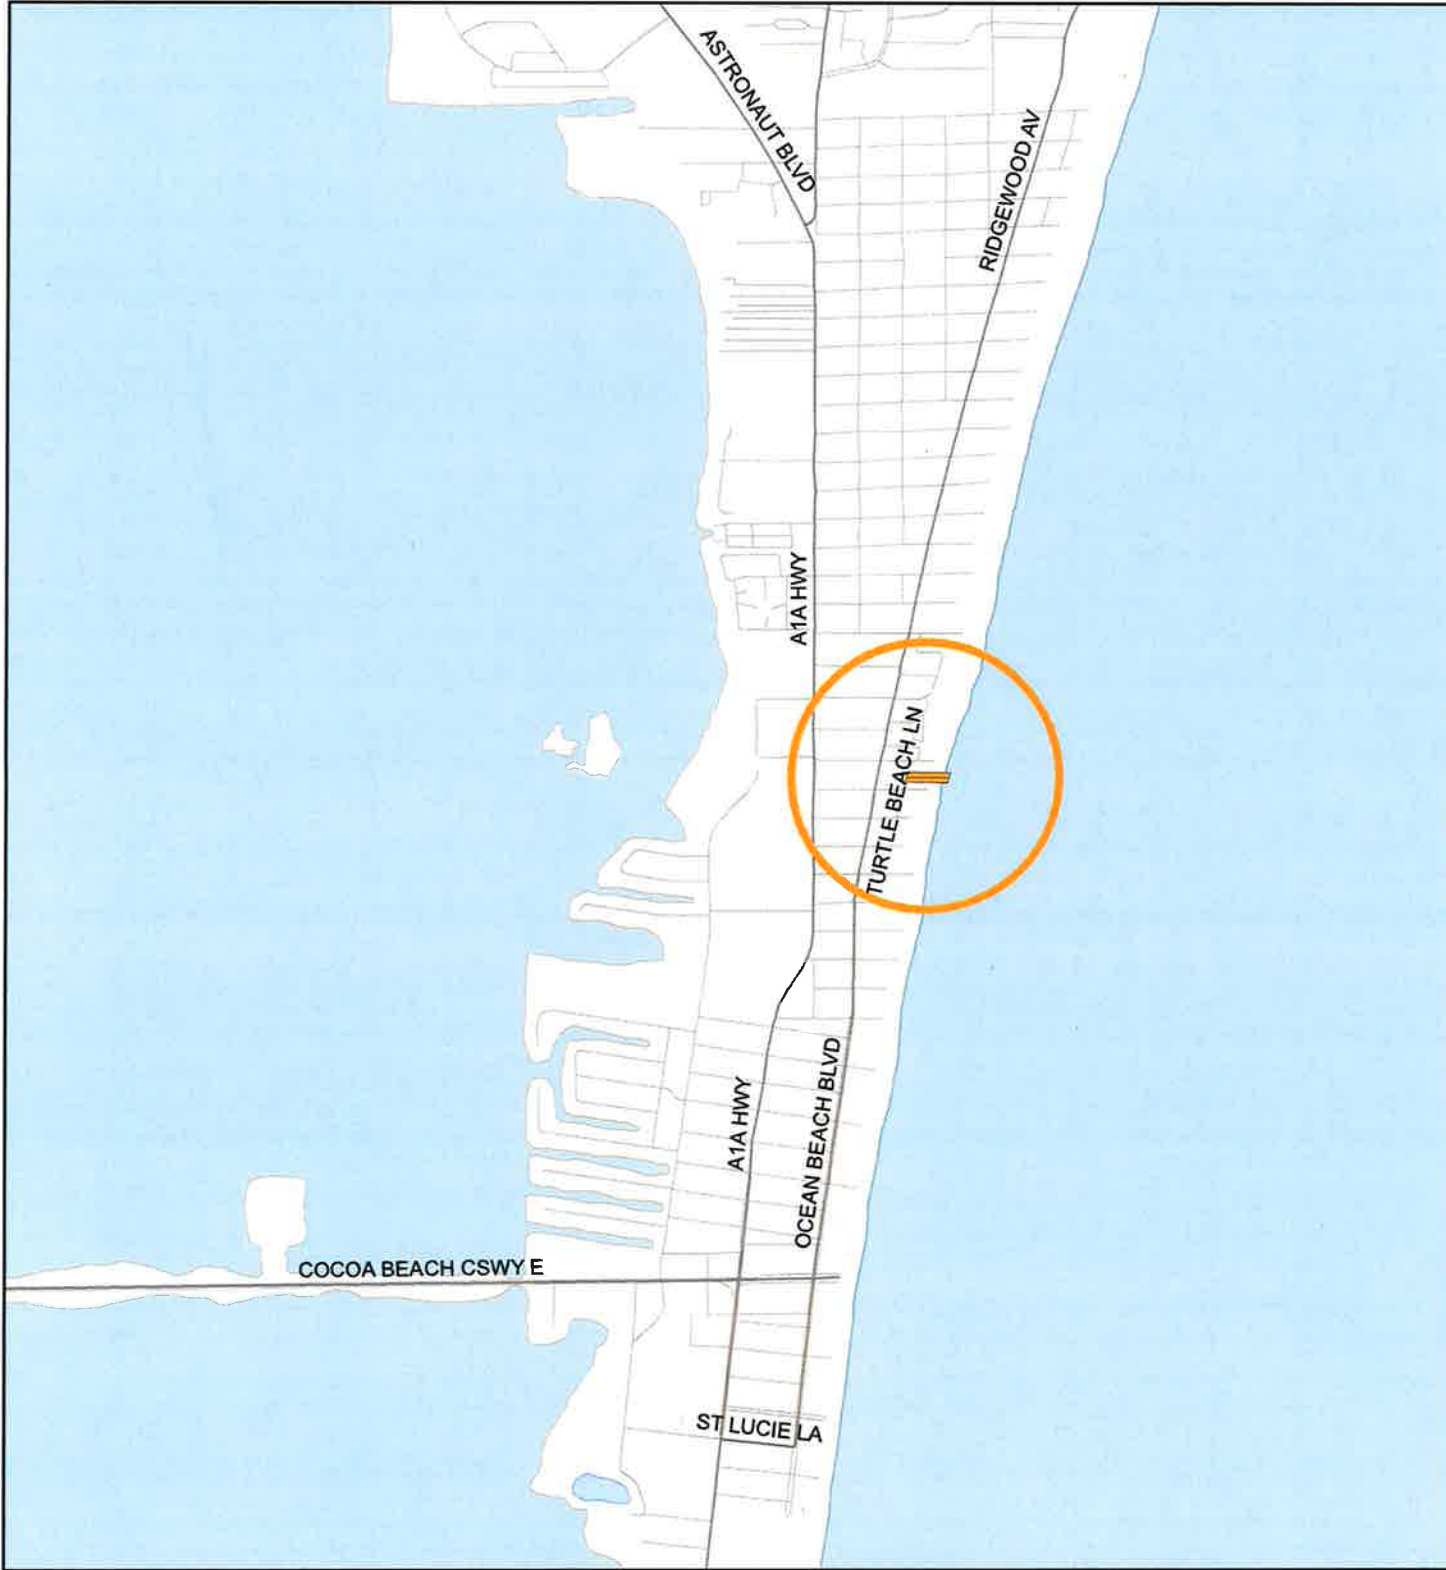 ASTRONAUT BLVD
RIDGEWOOD AV
A1A HWY
TURTLE BEACH LN
A1A HWY
OCEAN BEACH BLVD
COCOA BEACH CSWY E
ST LUCIE LA